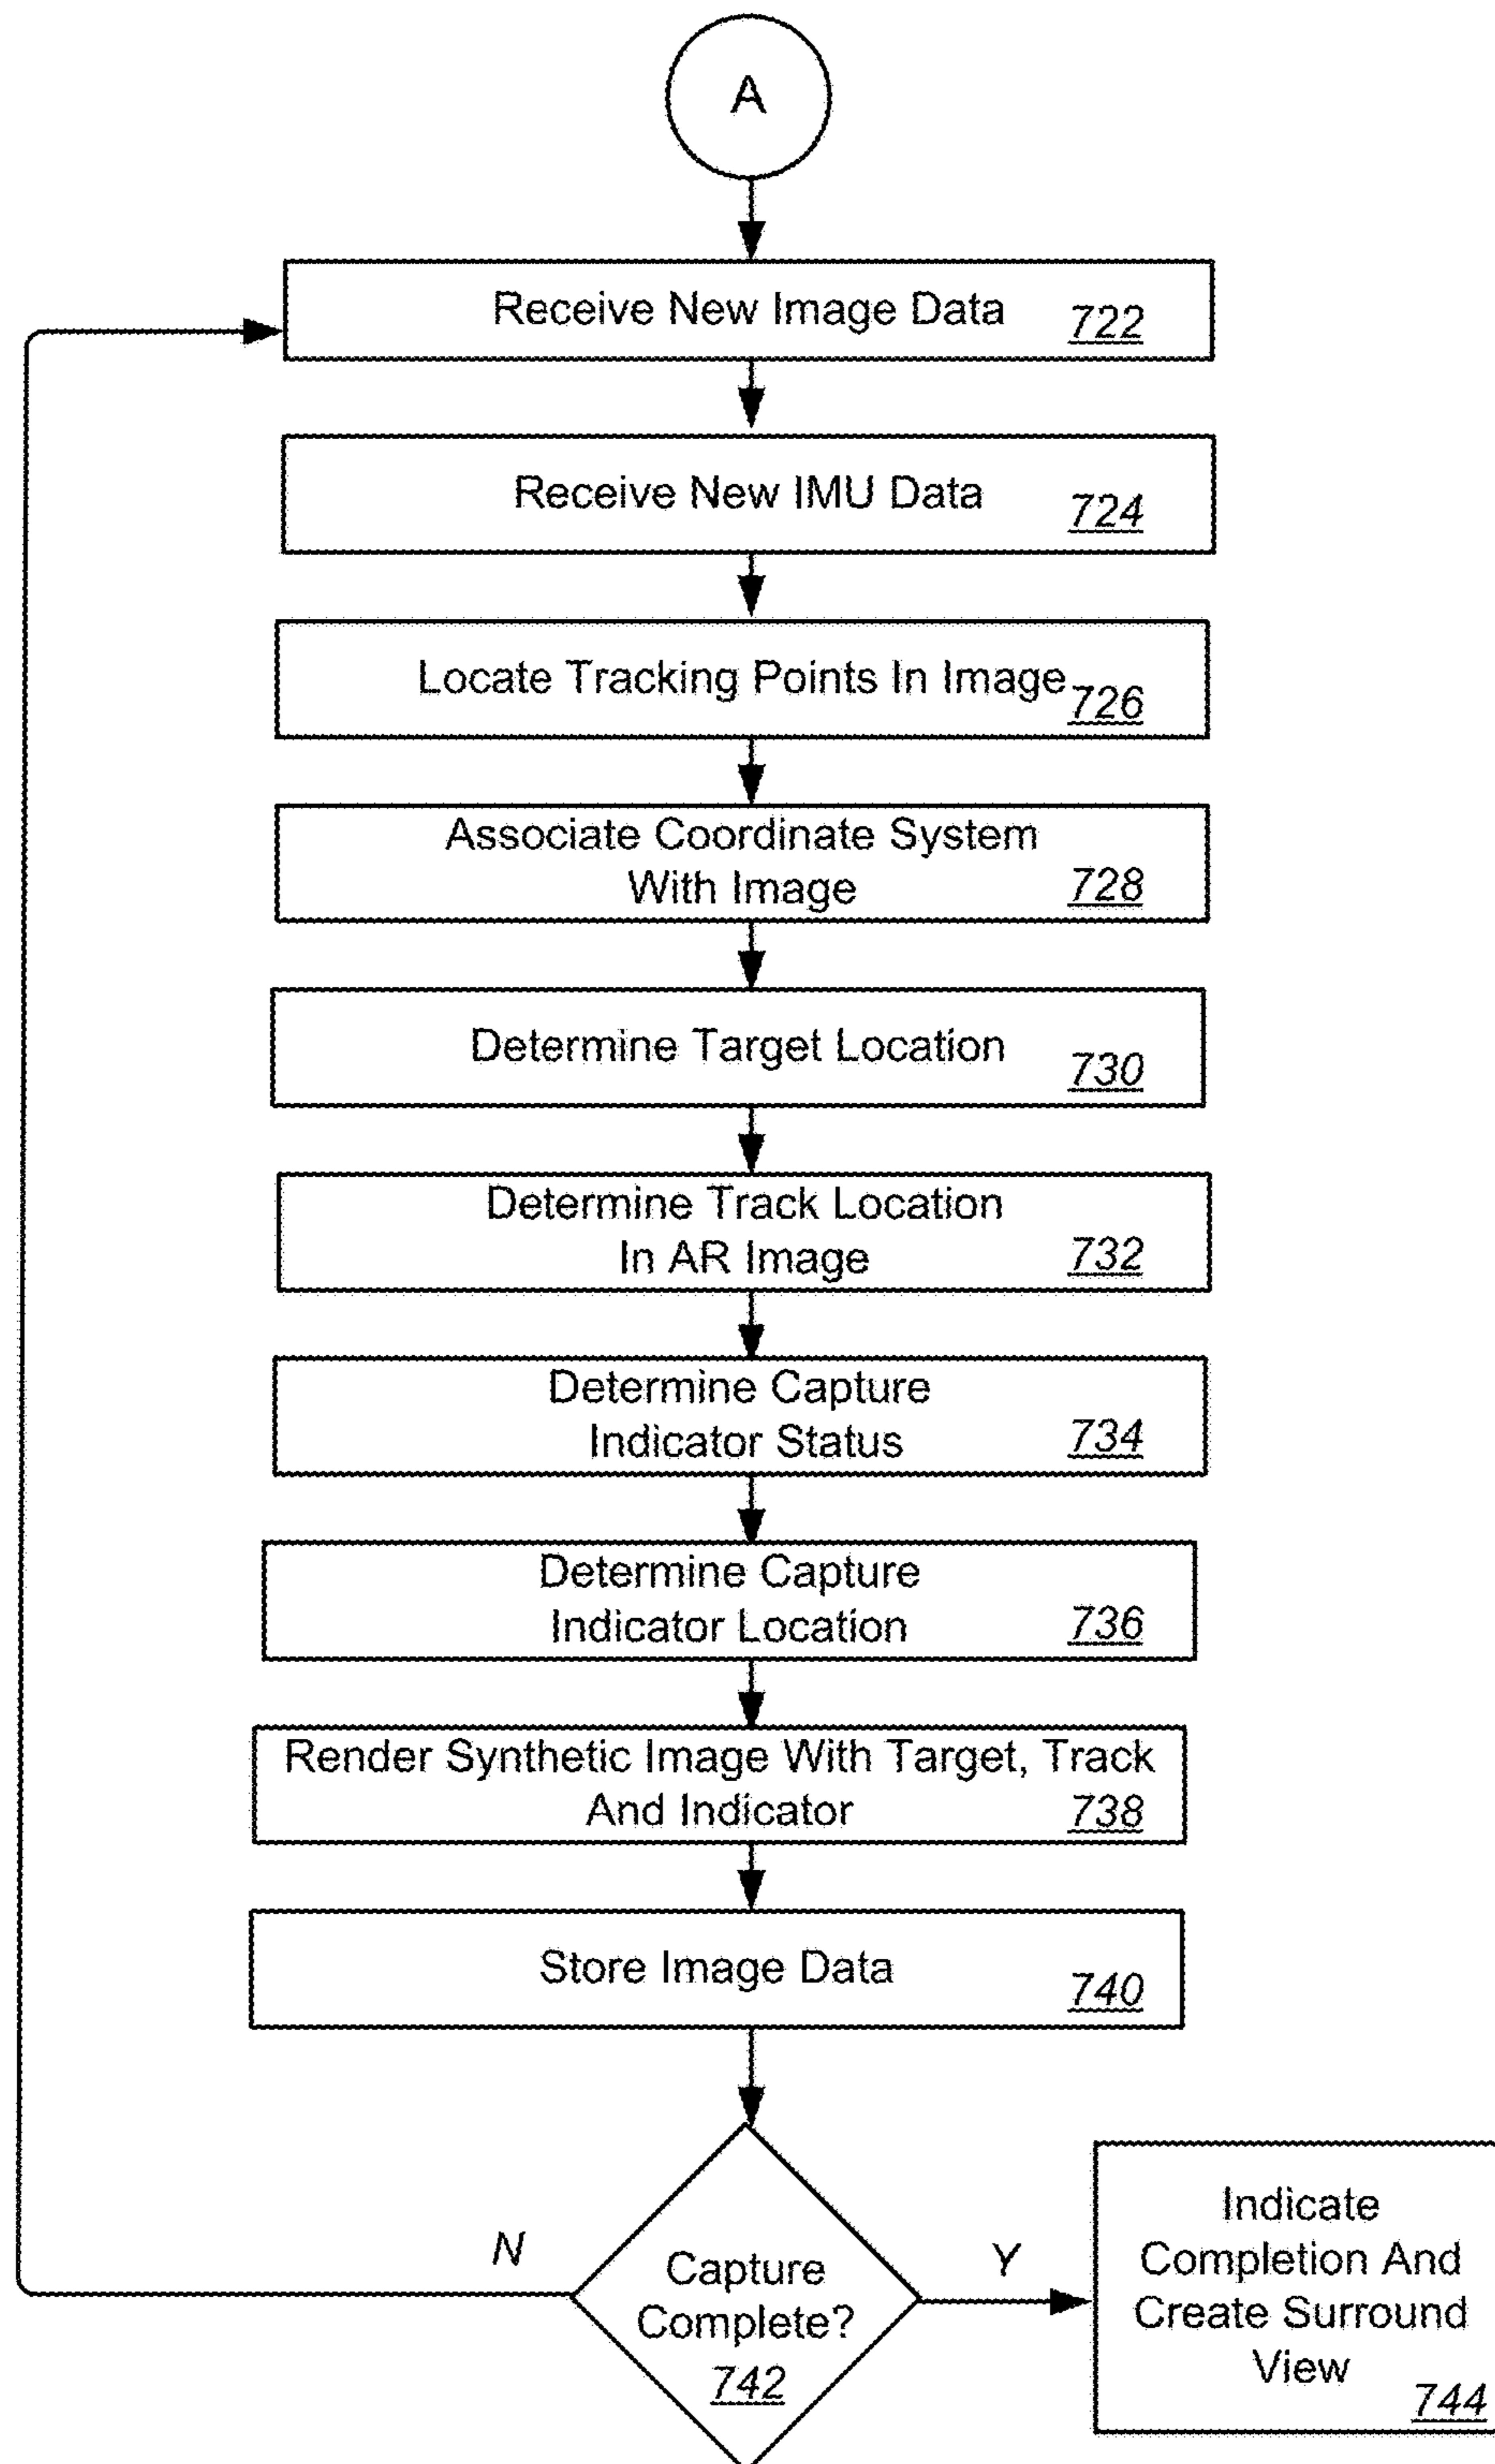 A
Receive New Image Data
722
Receive New IMU Data
724
Locate Tracking Points In Image
726
Associate Coordinate System
With Image
728
Determine Target Location
730
Determine Track Location
In AR Image
732
Determine Capture
Indicator Status
734
Determine Capture
Indicator Location
736
Render Synthetic Image With Target, Track
And Indicator
738
Store Image Data
740
N
Capture
Complete?
742
Y
Indicate
Completion And
Create Surround
View
744